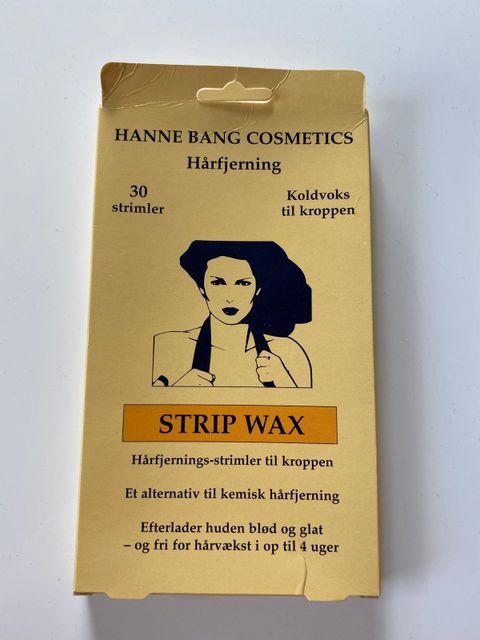 HANNE BANG COSMETICS
Hårfjerning
30
strimler
Koldvoks
til kroppen
STRIP WAX
Hårfjernings-strimler til kroppen
Et alternativ til kemisk hårfjerning
Efterlader huden blød og glat
– og fri for hårvækst i op til 4 uger